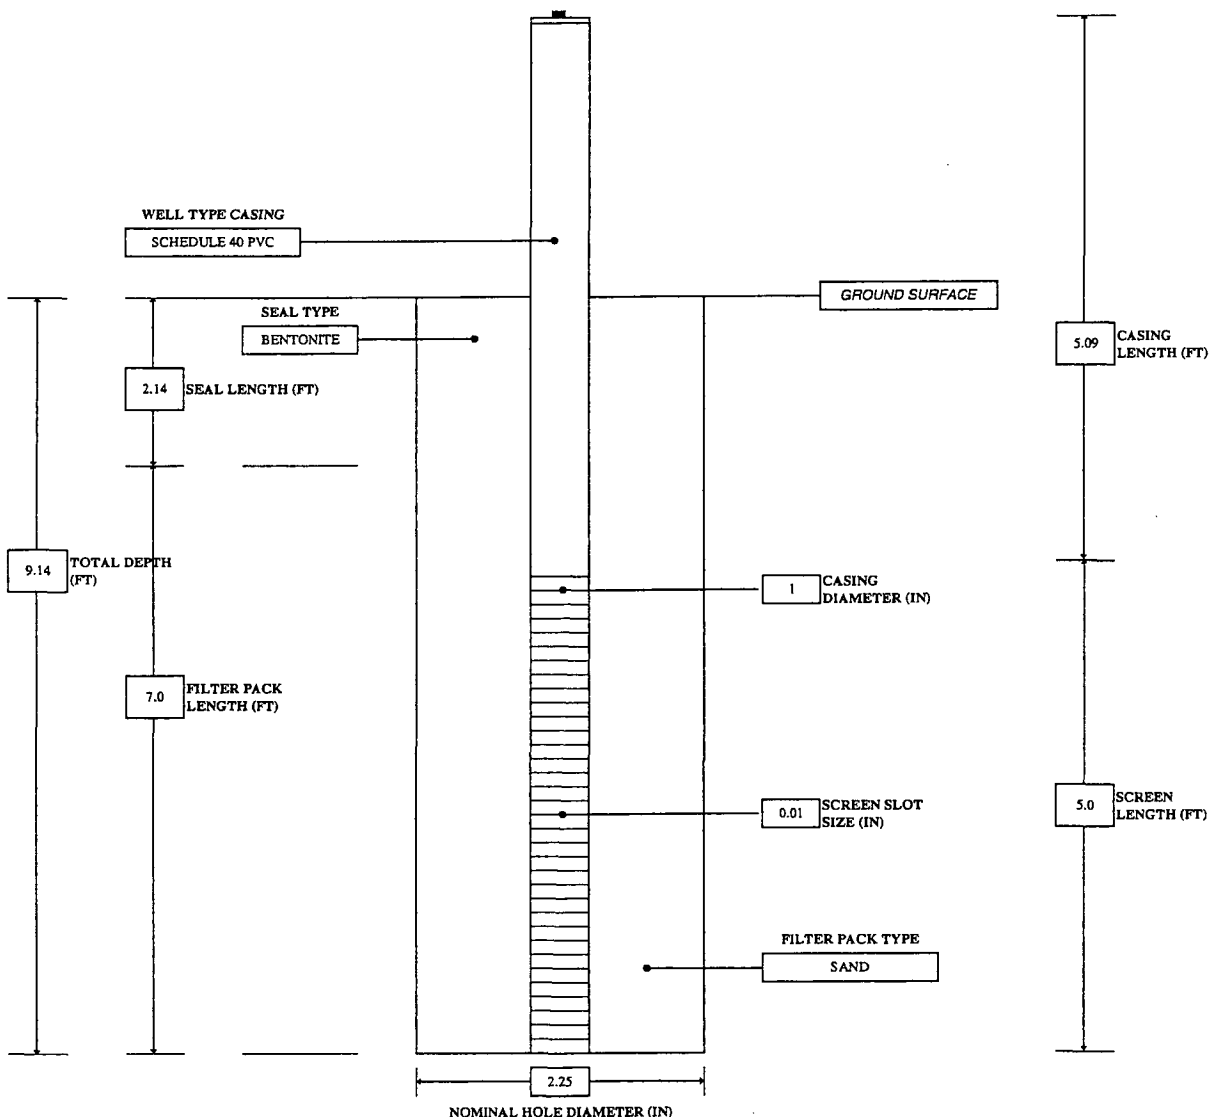 WELL TYPE CASING
SCHEDULE 40 PVC
GROUND SURFACE
SEAL TYPE
BENTONITE
5.09
CASING
LENGTH (FT)
2.14
SEAL LENGTH (FT)
9.14
TOTAL DEPTH
(FT)
1
CASING
DIAMETER (IN)
7.0
FILTER PACK
LENGTH (FT)
0.01
SCREEN SLOT
SIZE (IN)
5.0
SCREEN
LENGTH (FT)
FILTER PACK TYPE
SAND
2.25
NOMINAL HOLE DIAMETER (IN)